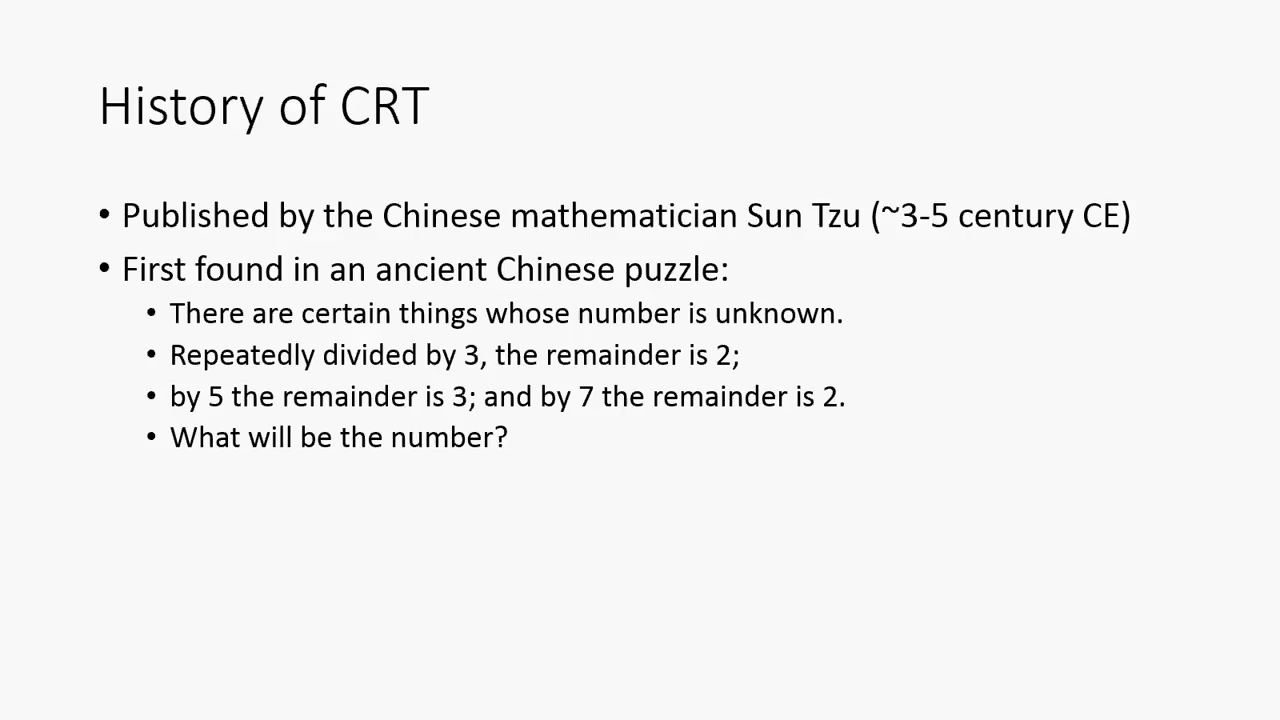 History of CRT
• Published by the Chinese mathematician Sun Tzu (~3-5 century CE)
• First found in an ancient Chinese puzzle:
• There are certain things whose number is unknown.
• Repeatedly divided by 3, the remainder is 2;
• by 5 the remainder is 3; and by 7 the remainder is 2.
• What will be the number?